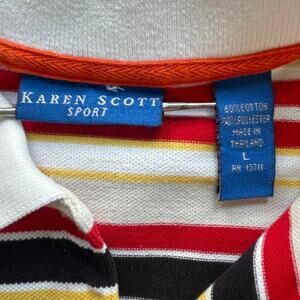 KAREN SCOTT
SPORT
60%COTTON
40%POLYESTER
MADE IN
THAILAND
L